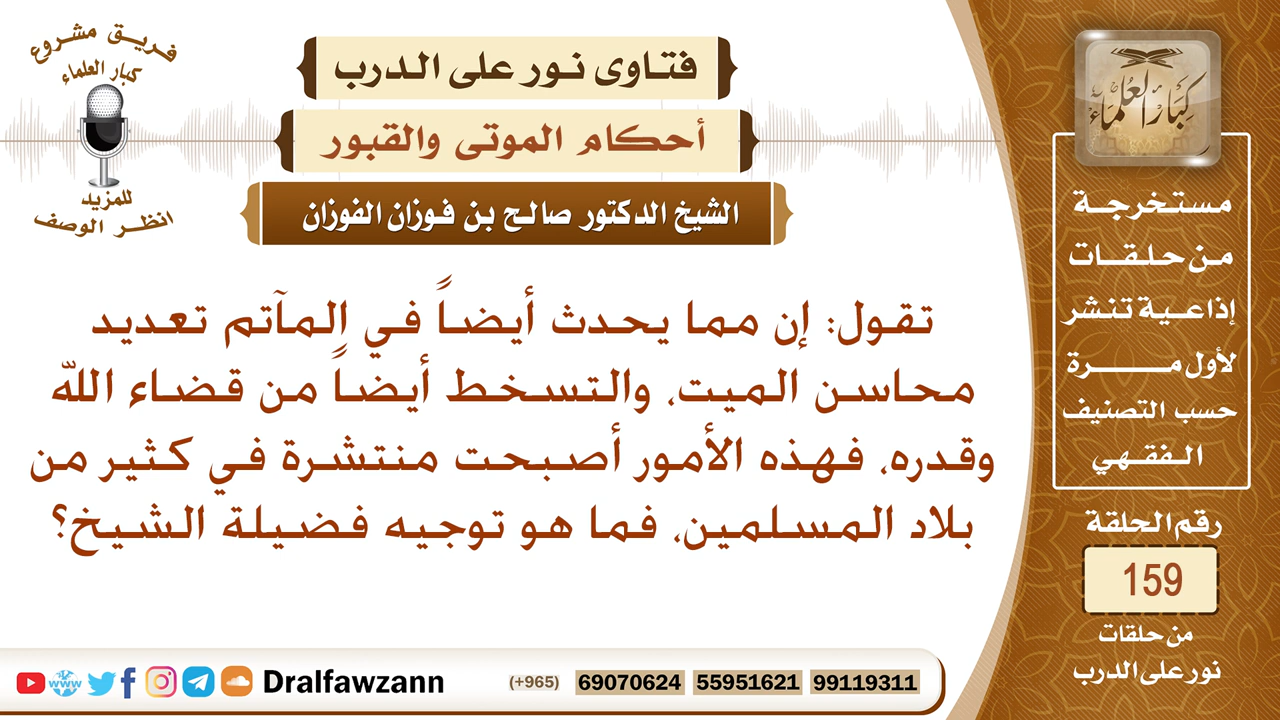 فريق مشروع
كبار العلماء
للمزيد
انظر الوصف
فتاوى نور على الدرب
أحكام الموتى والقبور
الشيخ الدكتور صالح بن فوزان الفوزان
تقول: إن مما يحدث أيضاً في المآتم تعديد
محاسن الميت، والتسخط أيضاً من قضاء الله
وقدره، فهذه الأمور أصبحت منتشرة في كثير من
بلاد المسلمين، فما هو توجيه فضيلة الشيخ؟
كبار العلماء
مستخرجة
من حلقات
إذاعية تنشر
لأول مرة
حسب التصنيف
الفقهي
رقم الحلقة
159
من حلقات
نور على الدرب
www
Dralfawzann
(+965) 69070624 55951621 99119311